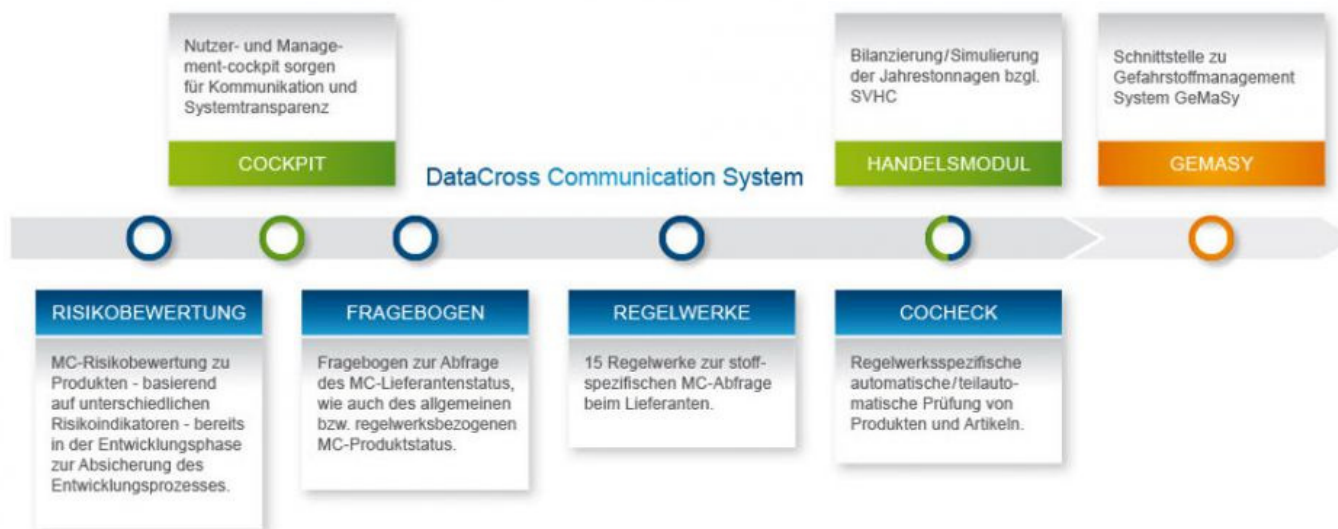 Nutzer- und Manage-
ment-cockpit sorgen
für Kommunikation und
Systemtransparenz
COCKPIT
Bilanzierung/Simulierung
der Jahrestonnagen bzgl.
SVHC
HANDELSMODUL
Schnittstelle zu
Gefahrstoffmanagement
System GeMaSy
GEMASY
DataCross Communication System
RISIKOBEWERTUNG
MC-Risikobewertung zu
Produkten - basierend
auf unterschiedlichen
Risikoindikatoren - bereits
in der Entwicklungsphase
zur Absicherung des
Entwicklungsprozesses.
FRAGEBOGEN
Fragebogen zur Abfrage
des MC-Lieferantenstatus,
wie auch des allgemeinen
bzw. regelwerksbezogenen
MC-Produktstatus.
REGELWERKE
15 Regelwerke zur stoff-
spezifischen MC-Abfrage
beim Lieferanten.
COCHECK
Regelwerksspezifische
automatische/teilauto-
matische Prüfung von
Produkten und Artikeln.